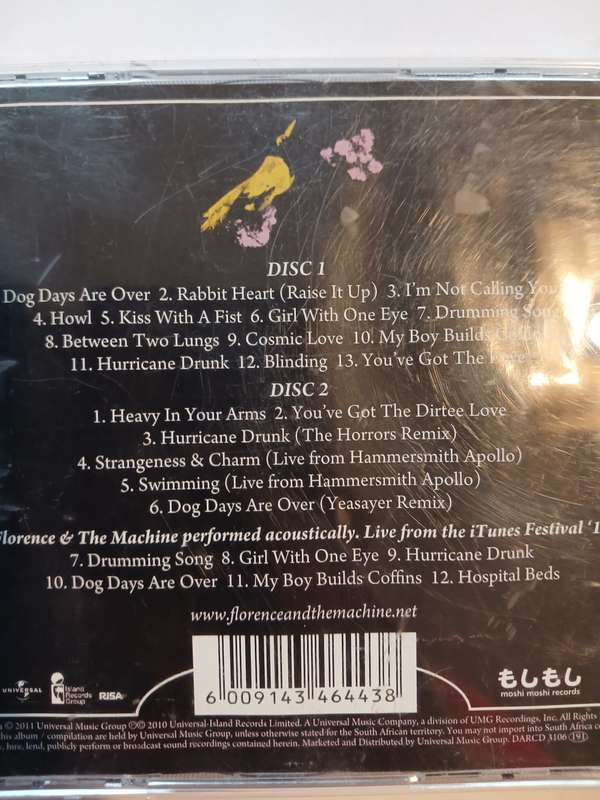 DISC 1
Dog Days Are Over 2. Rabbit Heart (Raise It Up) 3. I'm Not Calling You
4. Howl 5. Kiss With A Fist 6. Girl With One Eye 7. Drumming Song
8. Between Two Lungs 9. Cosmic Love 10. My Boy Builds Coffins
11. Hurricane Drunk 12. Blinding 13. You've Got The Love
DISC 2
1. Heavy In Your Arms 2. You've Got The Dirtee Love
3. Hurricane Drunk (The Horrors Remix)
4. Strangeness & Charm (Live from Hammersmith Apollo)
5. Swimming (Live from Hammersmith Apollo)
6. Dog Days Are Over (Yeasayer Remix)
Florence & The Machine performed acoustically. Live from the iTunes Festival '1
7. Drumming Song 8. Girl With One Eye 9. Hurricane Drunk
10. Dog Days Are Over 11. My Boy Builds Coffins 12. Hospital Beds
www.florenceandthemachine.net
6 009143 464438
UNIVERSAL
Island Records Group
RiSA
もしもし
moshi moshi records
© 2011 Universal Music Group ℗© 2010 Universal-Island Records Limited. A Universal Music Company, a division of UMG Recordings, Inc. All Rights
this album / compilation are held by Universal Music Group, unless otherwise stated for the South African territory. You may not import into South Africa
, hire, lend, publicly perform or broadcast sound recordings contained herein. Marketed and Distributed by Universal Music Group. DARCD 3106 (191)